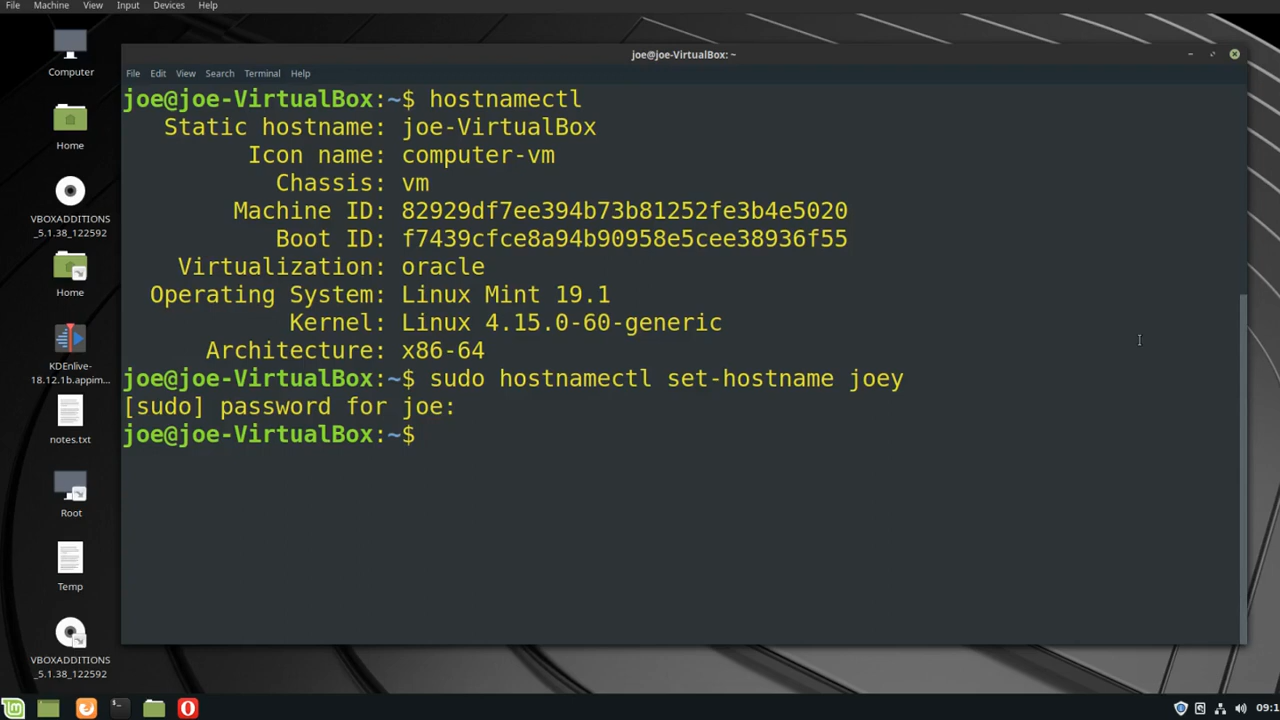 File Machine View Input Devices Help
joe@joe-VirtualBox: ~
File Edit View Search Terminal Help
joe@joe-VirtualBox:~$ hostnamectl
Static hostname: joe-VirtualBox
Icon name: computer-vm
Chassis: vm
Machine ID: 82929df7ee394b73b81252fe3b4e5020
Boot ID: f7439cfce8a94b90958e5cee38936f55
Virtualization: oracle
Operating System: Linux Mint 19.1
Kernel: Linux 4.15.0-60-generic
Architecture: x86-64
joe@joe-VirtualBox:~$ sudo hostnamectl set-hostname joey
[sudo] password for joe:
joe@joe-VirtualBox:~$
Computer
Home
VBOXADDITIONS
_5.1.38_122592
Home
KDEnlive-
18.12.1b.appim...
notes.txt
Root
Temp
VBOXADDITIONS
_5.1.38_122592
09:1